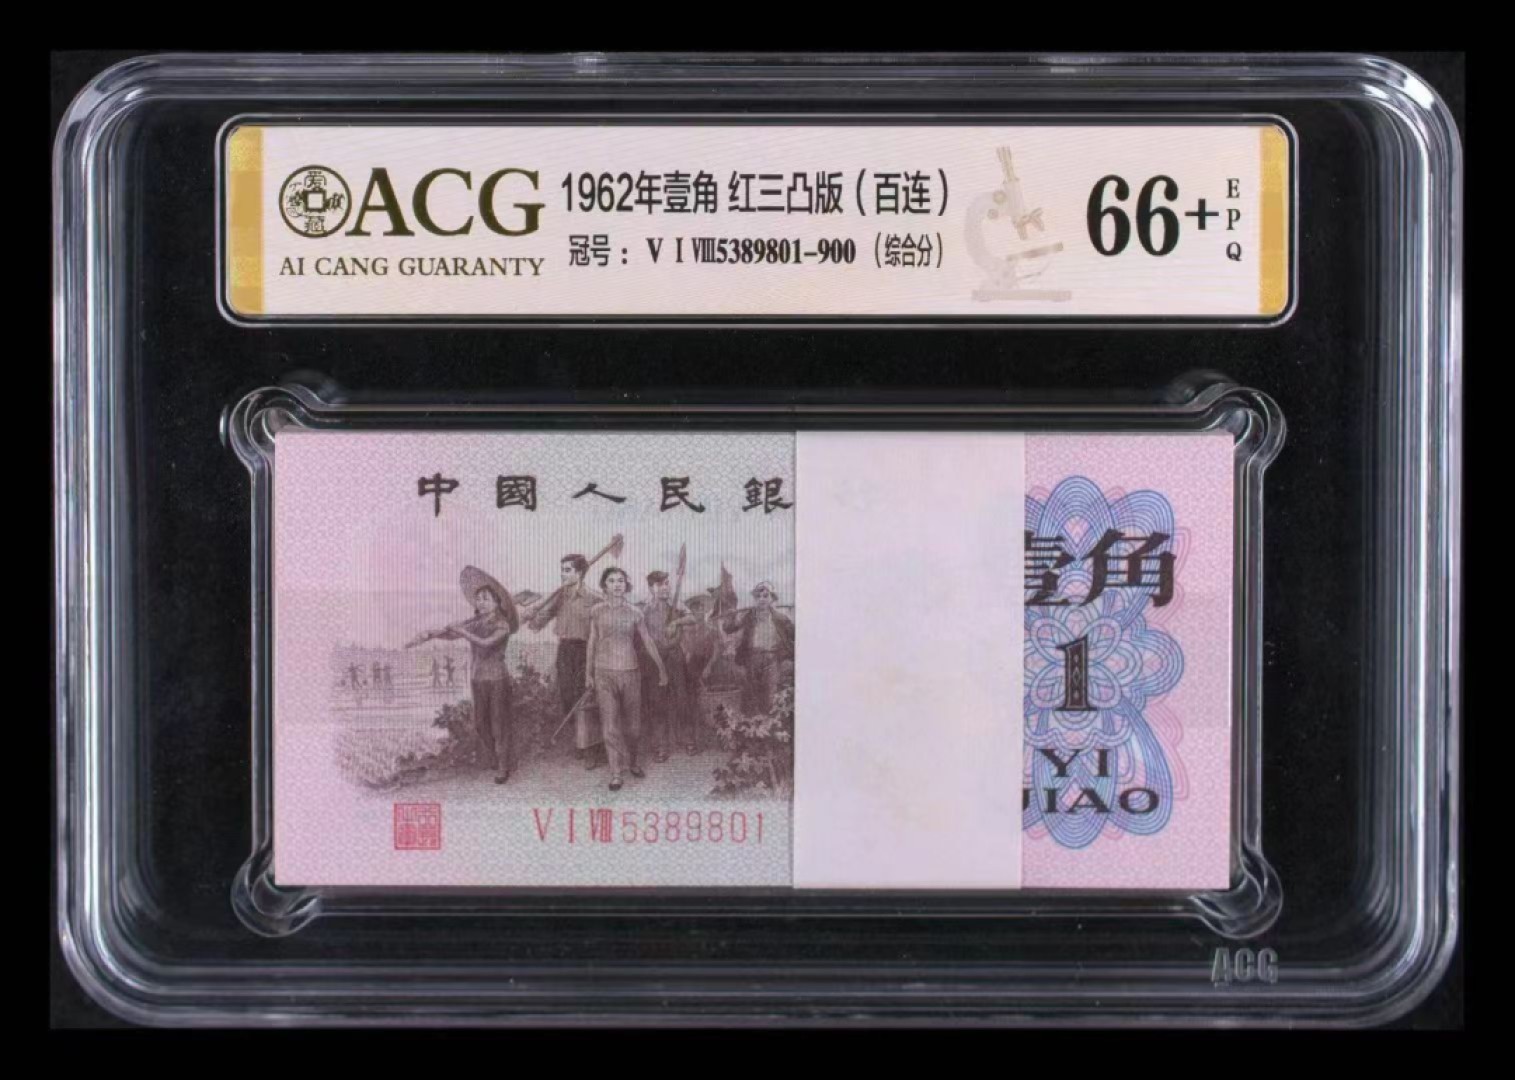 ACG
AI CANG GUARANTY
1962年壹角 红三凸版（百连）
冠号：ⅤⅠⅧ5389801-900（综合分）
66+
EPQ
中國人民銀
壹角
1
YI
JIAO
ⅤⅠⅧ5389801
ACG